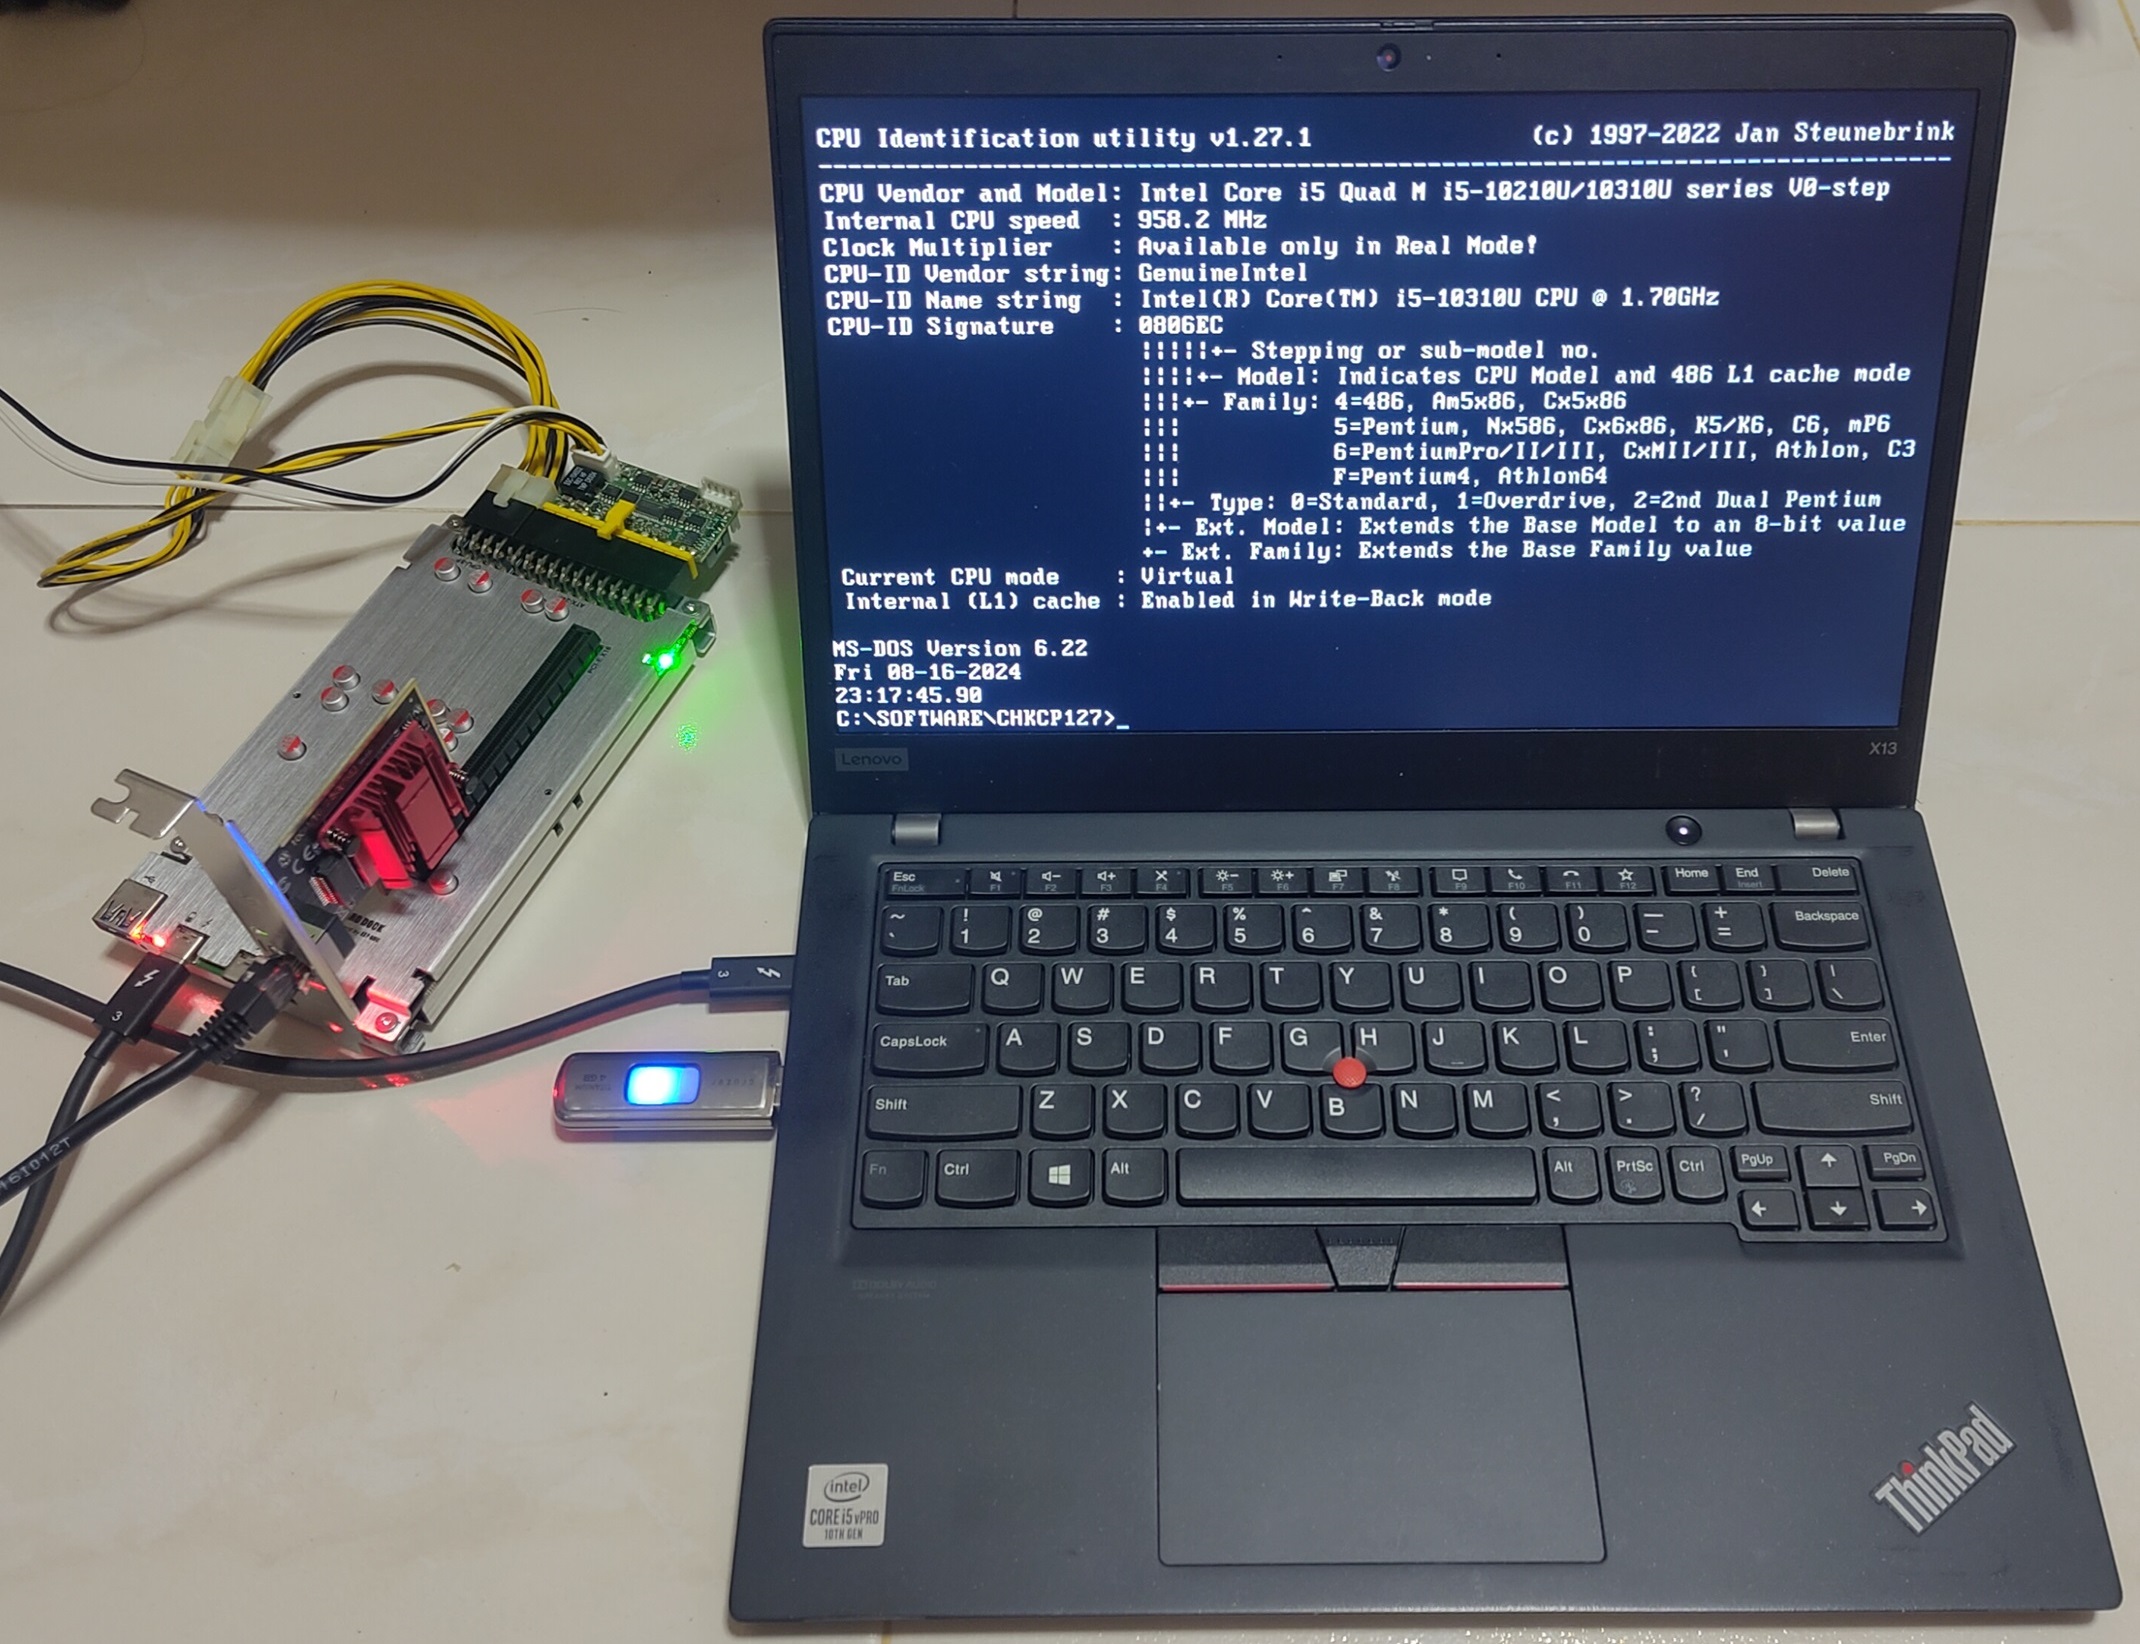 CPU Identification utility v1.27.1 (c) 1997-2022 Jan Steunebrink
--------------------------------------------------------------------------------
CPU Vendor and Model: Intel Core i5 Quad M i5-10210U/10310U series V0-step
Internal CPU speed : 958.2 MHz
Clock Multiplier : Available only in Real Mode!
CPU-ID Vendor string: GenuineIntel
CPU-ID Name string : Intel(R) Core(TM) i5-10310U CPU @ 1.70GHz
CPU-ID Signature : 0806EC
|||||+- Stepping or sub-model no.
||||+- Model: Indicates CPU Model and 486 L1 cache mode
|||+- Family: 4=486, Am5x86, Cx5x86
||| 5=Pentium, Nx586, Cx6x86, K5/K6, C6, mP6
||| 6=PentiumPro/II/III, CxMII/III, Athlon, C3
||| F=Pentium4, Athlon64
||+- Type: 0=Standard, 1=Overdrive, 2=2nd Dual Pentium
|+- Ext. Model: Extends the Base Model to an 8-bit value
+- Ext. Family: Extends the Base Family value
Current CPU mode : Virtual
Internal (L1) cache : Enabled in Write-Back mode
MS-DOS Version 6.22
Fri 08-16-2024
23:17:45.90
C:\SOFTWARE\CHKCP127>_
Lenovo X13
Esc F1 F2 F3 F4 F5 F6 F7 F8 F9 F10 F11 F12 Home End Delete
FnLock Insert
~ ! @ # $ % ^ & * ( ) — + Backspace
` 1 2 3 4 5 6 7 8 9 0 - =
Tab Q W E R T Y U I O P { } |
[ ] \
CapsLock A S D F G H J K L : " Enter
; '
Shift Z X C V B N M < > ? Shift
, . /
Fn Ctrl Alt Alt PrtSc Ctrl PgUp PgDn
DOLBY AUDIO
intel
CORE i5 vPRO
10TH GEN
ThinkPad
3
3
CE
DOCK
4 GB